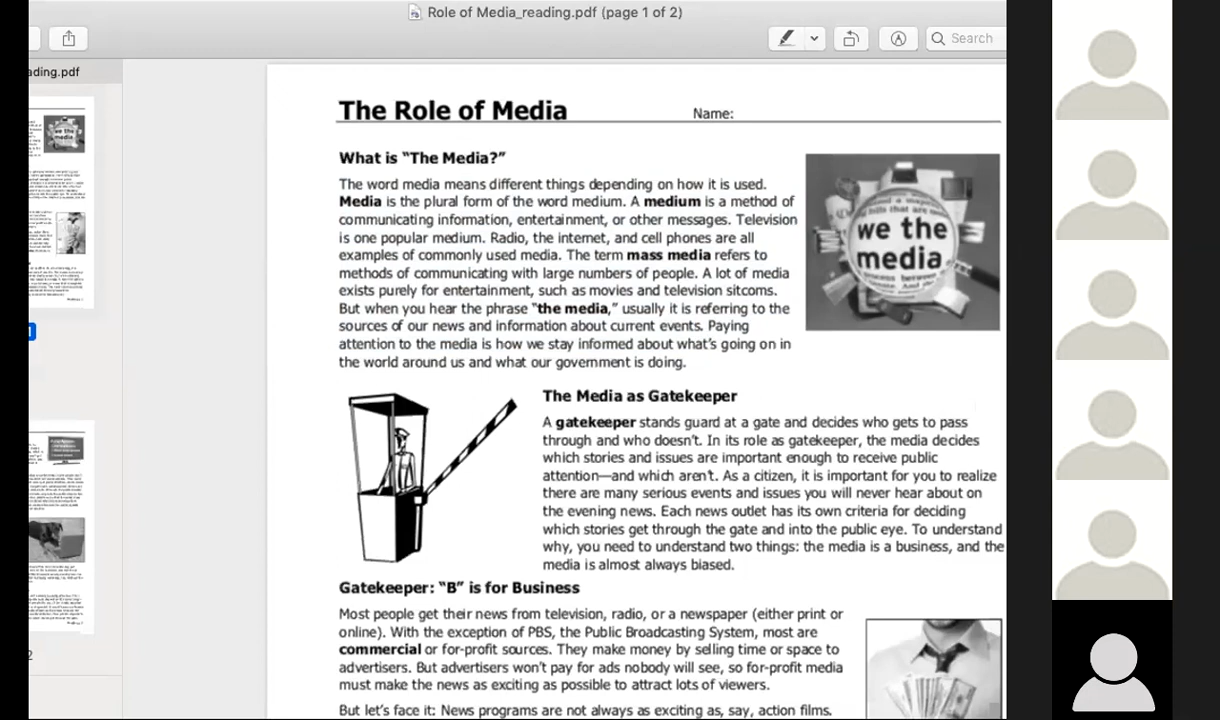 Role of Media_reading.pdf (page 1 of 2)
Search
ading.pdf
The Role of Media
Name:
What is “The Media?”
The word media means different things depending on how it is used.
Media is the plural form of the word medium. A medium is a method of
communicating information, entertainment, or other messages. Television
is one popular medium. Radio, the internet, and cell phones are all
examples of commonly used media. The term mass media refers to
methods of communicating with large numbers of people. A lot of media
exists purely for entertainment, such as movies and television sitcoms.
But when you hear the phrase “the media,” usually it is referring to the
sources of our news and information about current events. Paying
attention to the media is how we stay informed about what’s going on in
the world around us and what our government is doing.
we the
media
The Media as Gatekeeper
A gatekeeper stands guard at a gate and decides who gets to pass
through and who doesn’t. In its role as gatekeeper, the media decides
which stories and issues are important enough to receive public
attention—and which aren’t. As a citizen, it is important for you to realize
there are many serious events and issues you will never hear about on
the evening news. Each news outlet has its own criteria for deciding
which stories get through the gate and into the public eye. To understand
why, you need to understand two things: the media is a business, and the
media is almost always biased.
Gatekeeper: “B” is for Business
Most people get their news from television, radio, or a newspaper (either print or
online). With the exception of PBS, the Public Broadcasting System, most are
commercial or for-profit sources. They make money by selling time or space to
advertisers. But advertisers won’t pay for ads nobody will see, so for-profit media
must make the news as exciting as possible to attract lots of viewers.
But let’s face it: News programs are not always as exciting as, say, action films.
we the
media
2